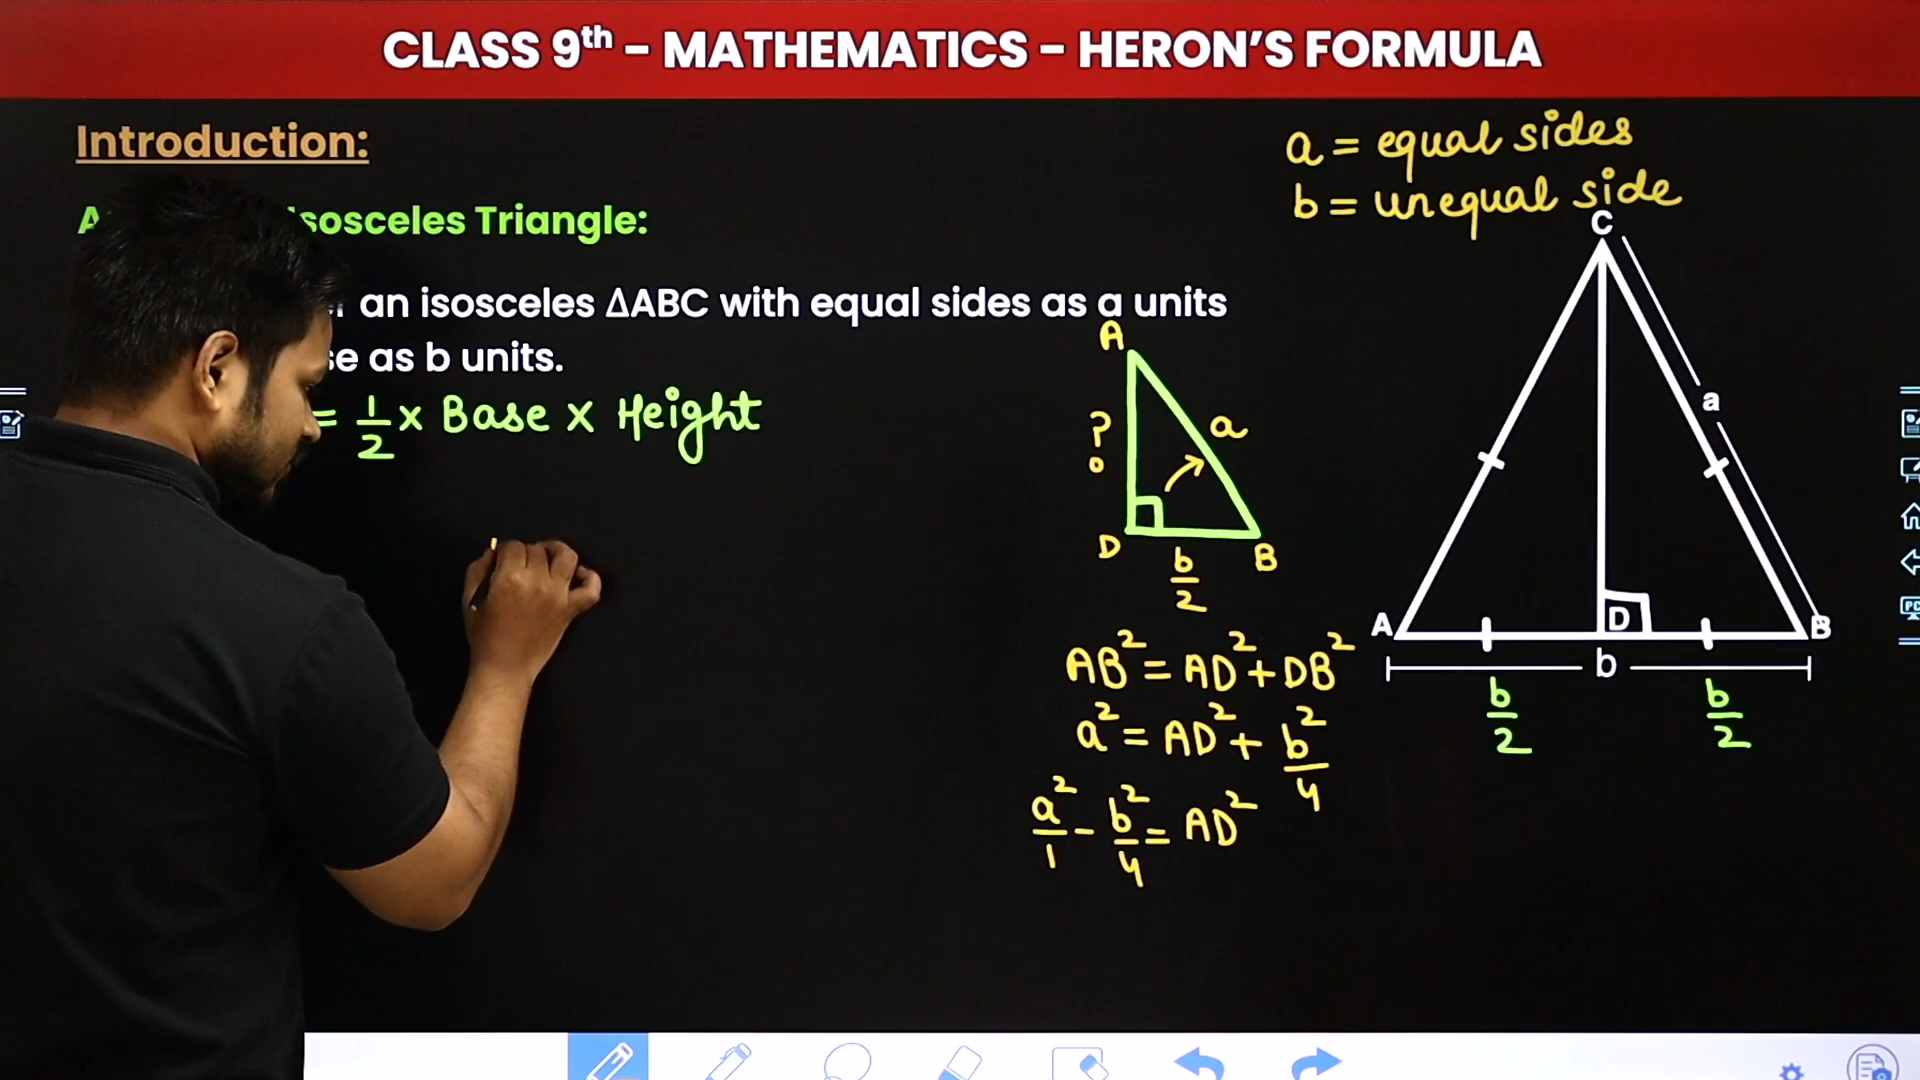 CLASS 9th - MATHEMATICS - HERON'S FORMULA
Introduction:
Isosceles Triangle:
an isosceles ΔABC with equal sides as a units
as b units.
= 1/2 × Base × Height
a = equal sides
b = unequal side
A
?
a
D
b/2
B
AB² = AD² + DB²
a² = AD² + b²/4
a²/1 - b²/4 = AD²
C
a
A
D
B
b
b/2
b/2